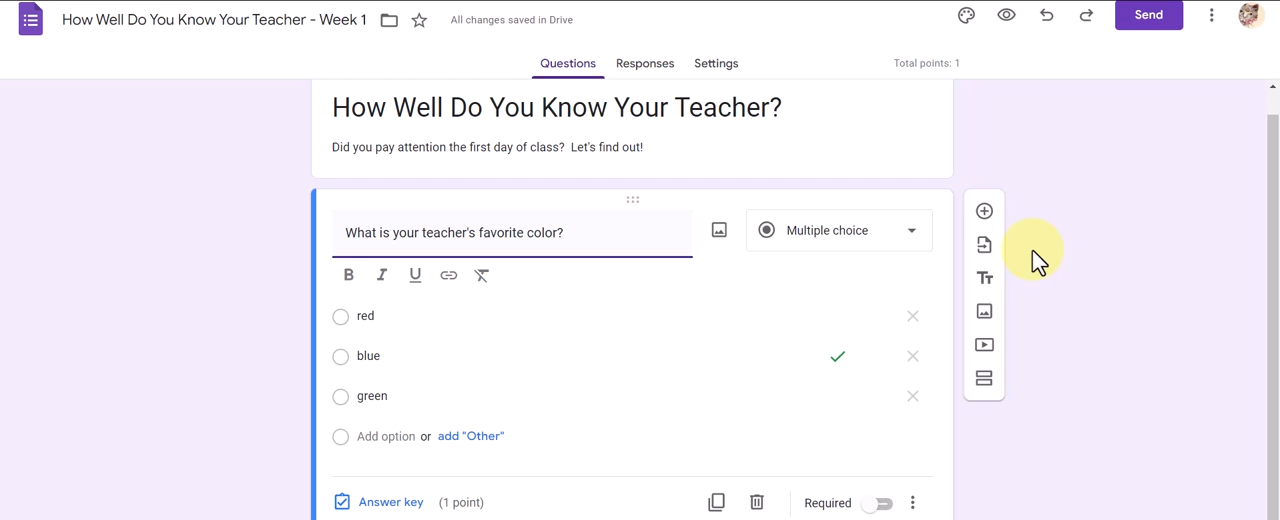 How Well Do You Know Your Teacher - Week 1
All changes saved in Drive
Send
Questions
Responses
Settings
Total points: 1
How Well Do You Know Your Teacher?
Did you pay attention the first day of class? Let's find out!
What is your teacher's favorite color?
Multiple choice
B I U
red
blue
green
Add option or add "Other"
Answer key (1 point)
Required